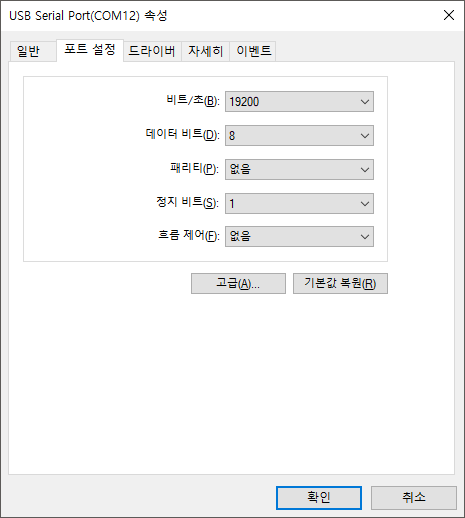 USB Serial Port(COM12) 속성
일반 포트 설정 드라이버 자세히 이벤트
비트/초(B): 19200
데이터 비트(D): 8
패리티(P): 없음
정지 비트(S): 1
흐름 제어(F): 없음
고급(A)... 기본값 복원(R)
확인 취소